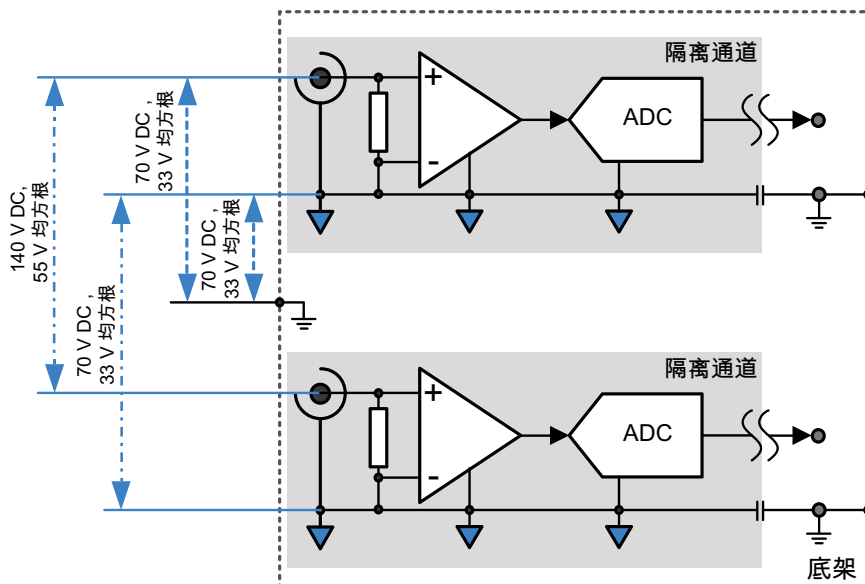 隔离通道
+
-
ADC
70 V DC ,
33 V 均方根
140 V DC,
55 V 均方根
70 V DC ,
33 V 均方根
70 V DC ,
33 V 均方根
隔离通道
+
-
ADC
底架